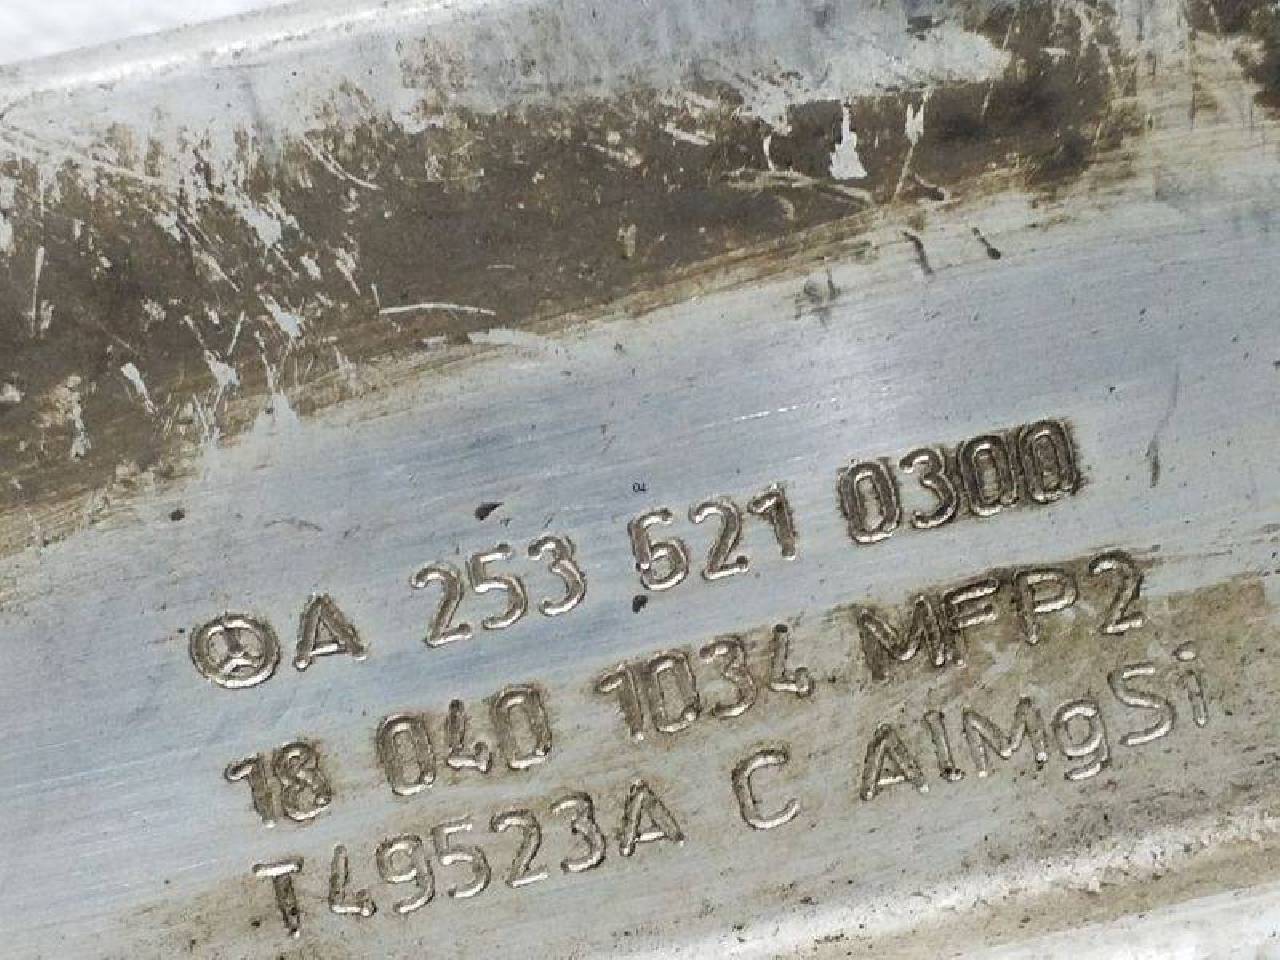 A 253 621 0300
18 040 1034 MFP2
T49523A C AlMgSi